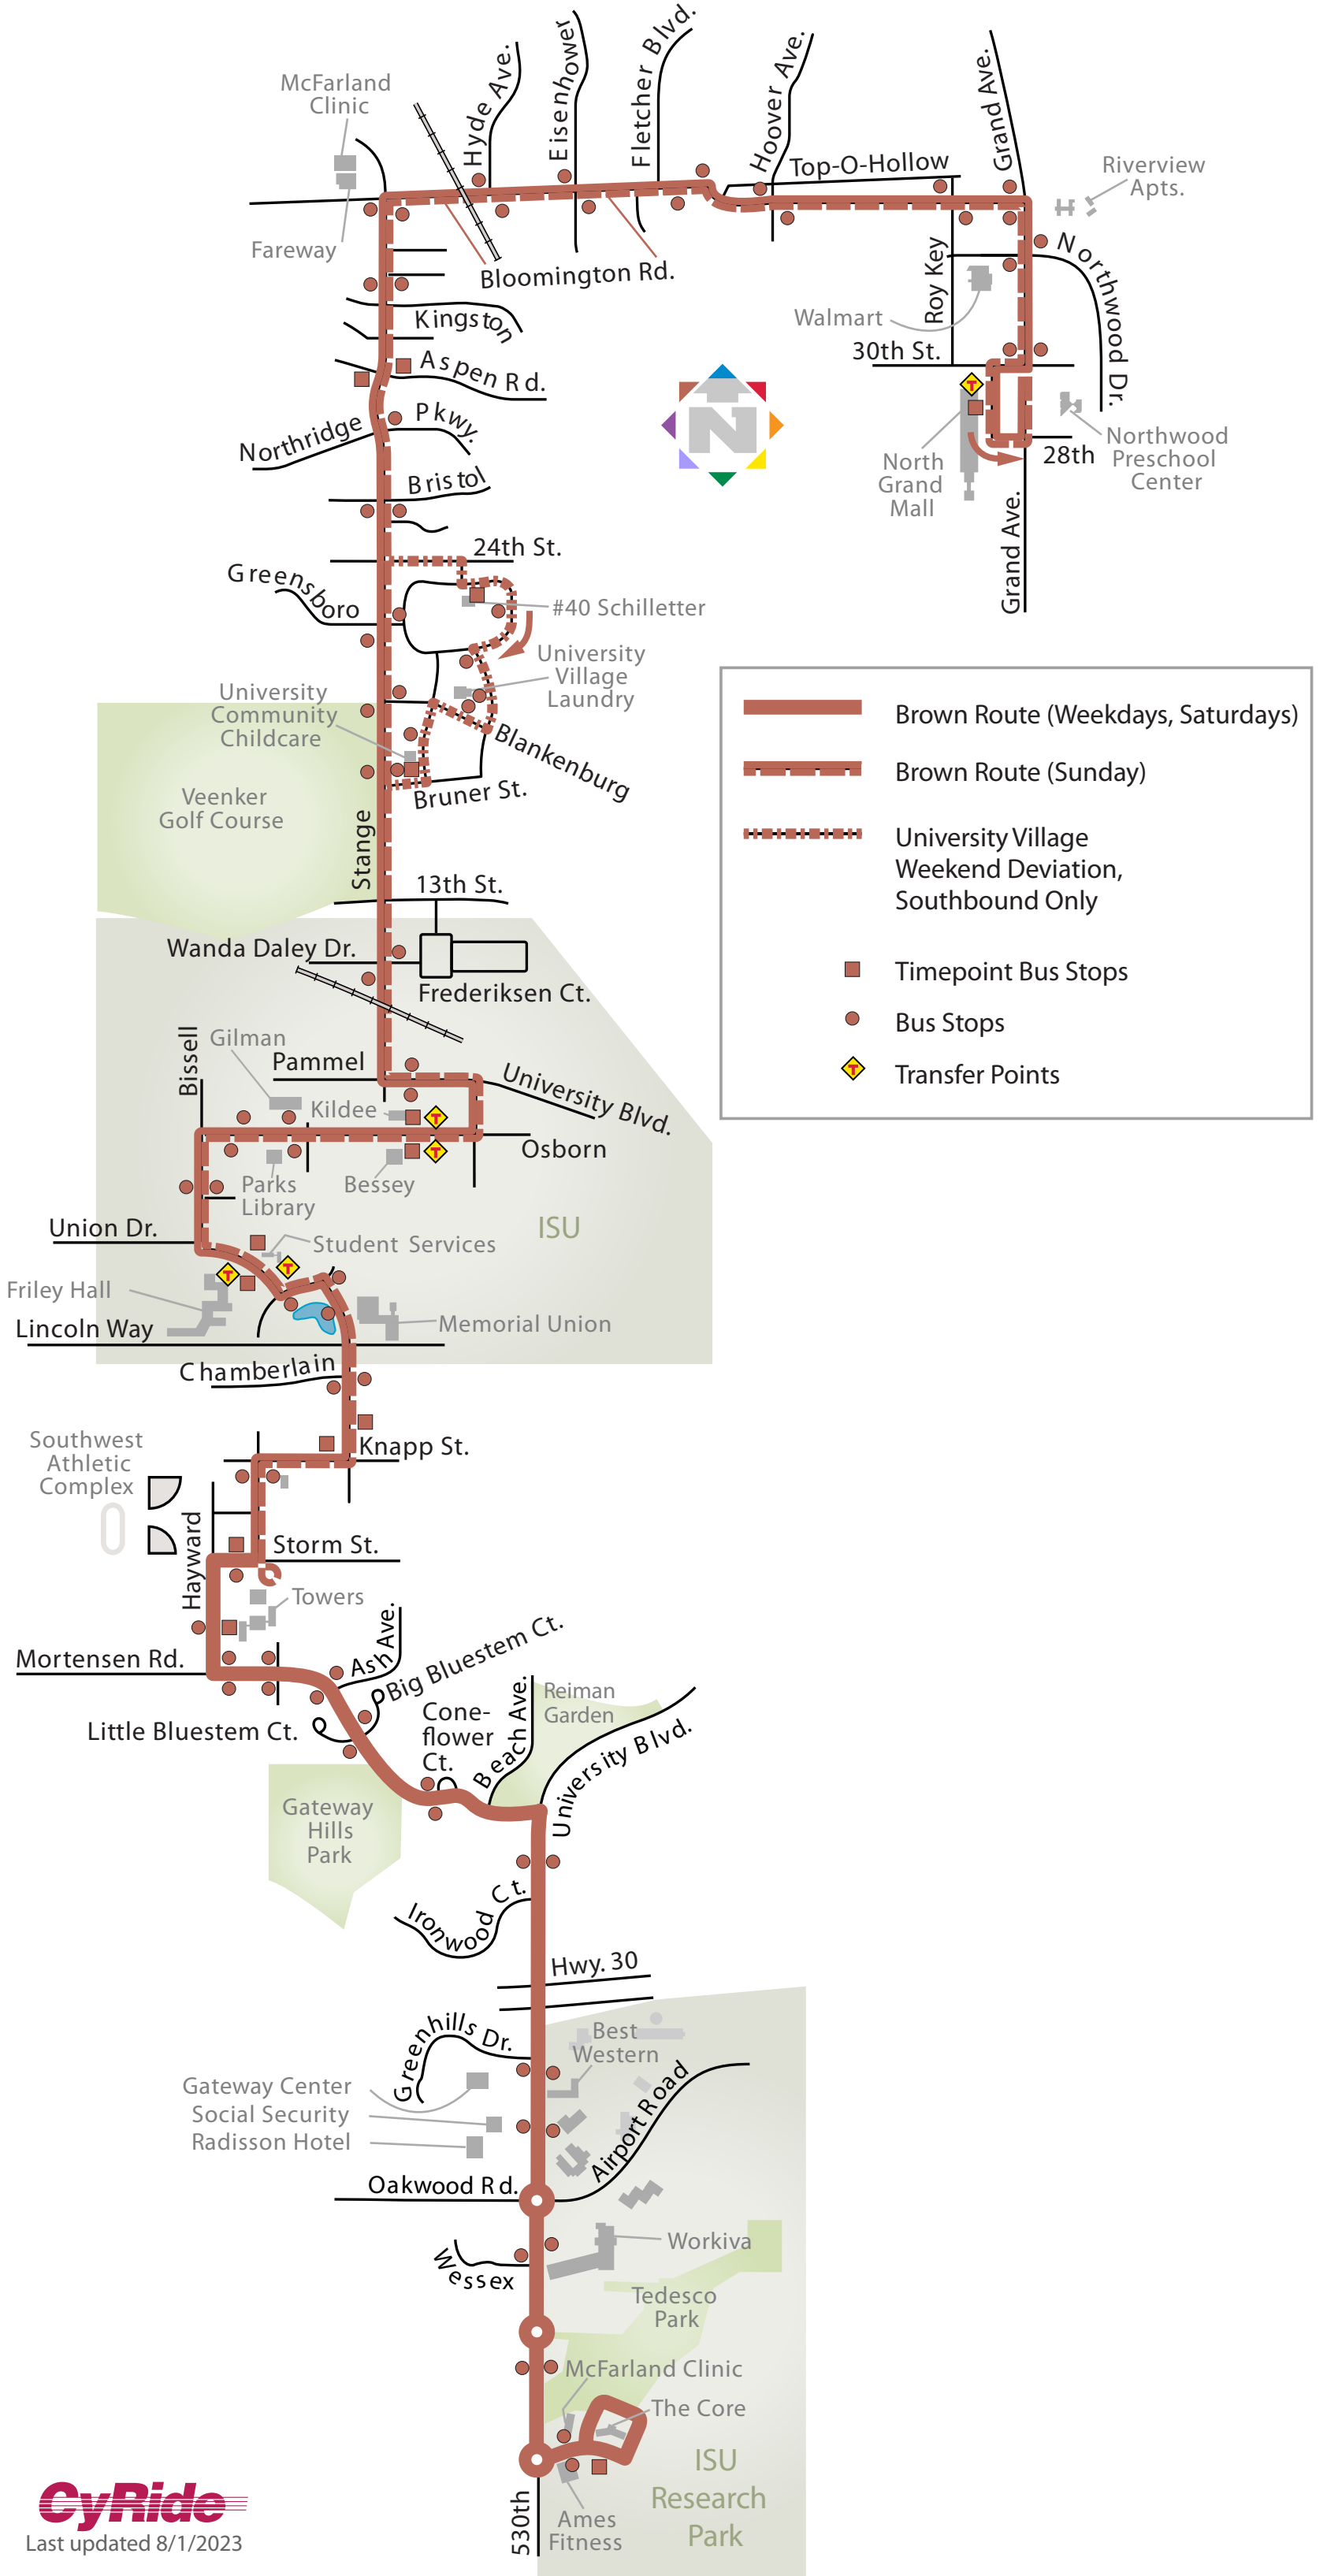 McFarland
Clinic
Hyde Ave.
Eisenhower
Fletcher Blvd.
Hoover Ave.
Grand Ave.
Top-O-Hollow
Riverview
Apts.
Fareway
Bloomington Rd.
Roy Key
Northwood Dr.
Walmart
Kingston
30th St.
Aspen Rd.
T
N
Northridge Pkwy.
North
Grand
Mall
28th
Northwood
Preschool
Center
Bristol
Grand Ave.
24th St.
Greensboro
#40 Schilletter
University
Village
Laundry
University
Community
Childcare
Blankenburg
Bruner St.
Veenker
Golf Course
Stange
Brown Route (Weekdays, Saturdays)
Brown Route (Sunday)
University Village
Weekend Deviation,
Southbound Only
Timepoint Bus Stops
Bus Stops
T
Transfer Points
13th St.
Wanda Daley Dr.
Frederiksen Ct.
Bissell
Gilman
Pammel
University Blvd.
Kildee
T
Osborn
T
Parks
Library
Bessey
Union Dr.
ISU
Student Services
T
T
Friley Hall
Lincoln Way
Memorial Union
Chamberlain
Knapp St.
Southwest
Athletic
Complex
Hayward
Storm St.
Towers
Mortensen Rd.
Ash Ave.
Big Bluestem Ct.
Little Bluestem Ct.
Cone-
flower
Ct.
Beach Ave.
Reiman
Garden
University Blvd.
Gateway
Hills
Park
Ironwood Ct.
Hwy. 30
Greenhills Dr.
Best
Western
Gateway Center
Social Security
Radisson Hotel
Airport Road
Oakwood Rd.
Workiva
Wessex
Tedesco
Park
McFarland Clinic
The Core
ISU
Research
Park
530th
Ames
Fitness
CyRide
Last updated 8/1/2023